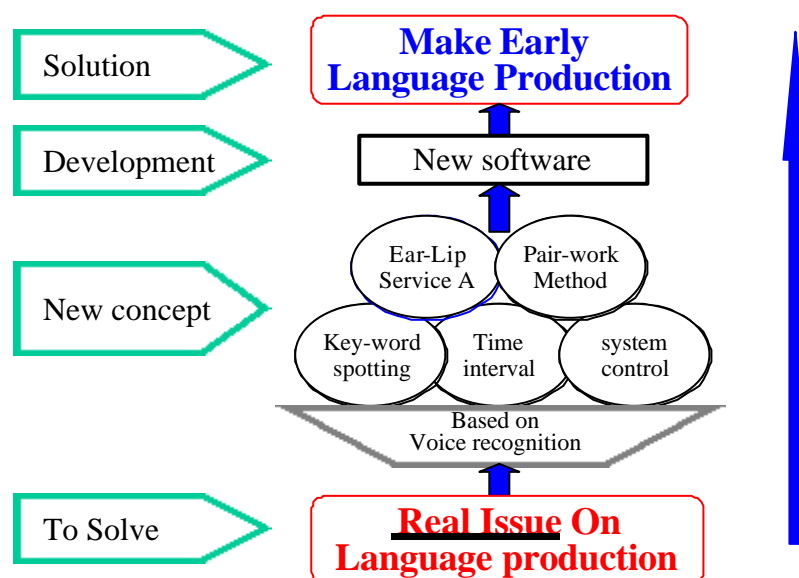 Solution
Make Early
Language Production
Development
New software
New concept
Ear-Lip
Service A
Pair-work
Method
Key-word
spotting
Time
interval
system
control
Based on
Voice recognition
To Solve
Real Issue On
Language production